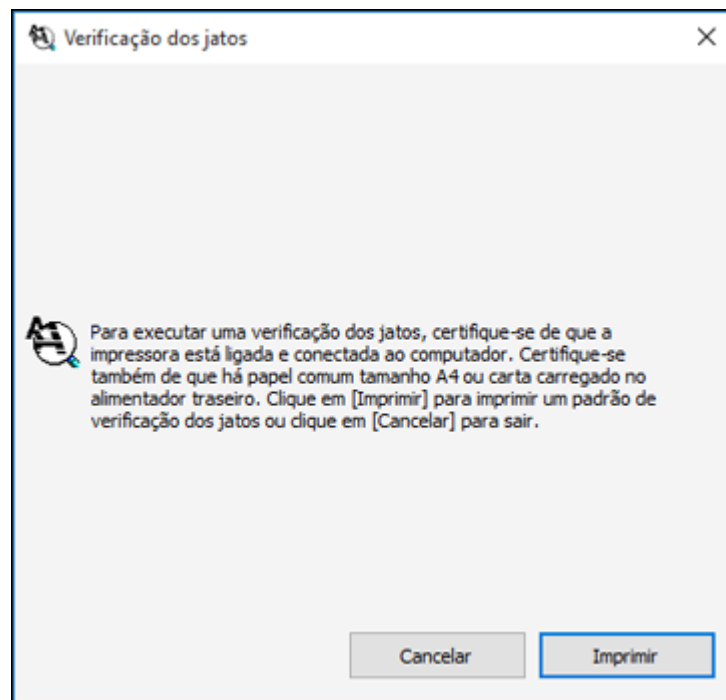 Verificação dos jatos
Para executar uma verificação dos jatos, certifique-se de que a
impressora está ligada e conectada ao computador. Certifique-se
também de que há papel comum tamanho A4 ou carta carregado no
alimentador traseiro. Clique em [Imprimir] para imprimir um padrão de
verificação dos jatos ou clique em [Cancelar] para sair.
Cancelar
Imprimir